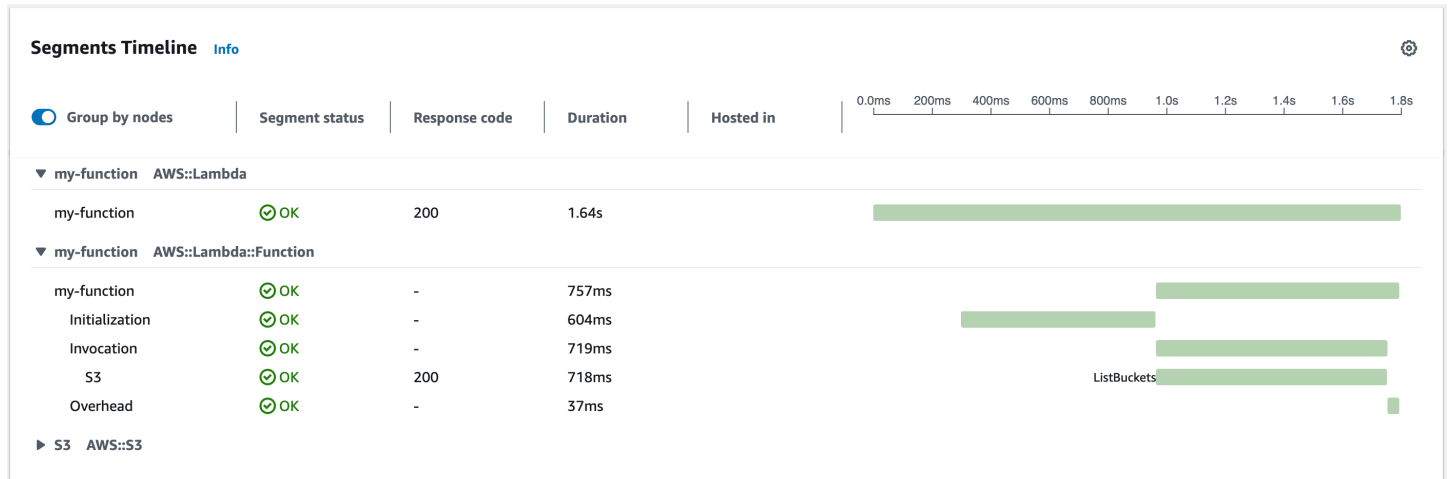 Segments Timeline Info
0.0ms 200ms 400ms 600ms 800ms 1.0s 1.2s 1.4s 1.6s 1.8s
Group by nodes Segment status Response code Duration Hosted in
my-function AWS::Lambda
my-function OK 200 1.64s
my-function AWS::Lambda::Function
my-function OK - 757ms
Initialization OK - 604ms
Invocation OK - 719ms
S3 OK 200 718ms ListBuckets
Overhead OK - 37ms
S3 AWS::S3